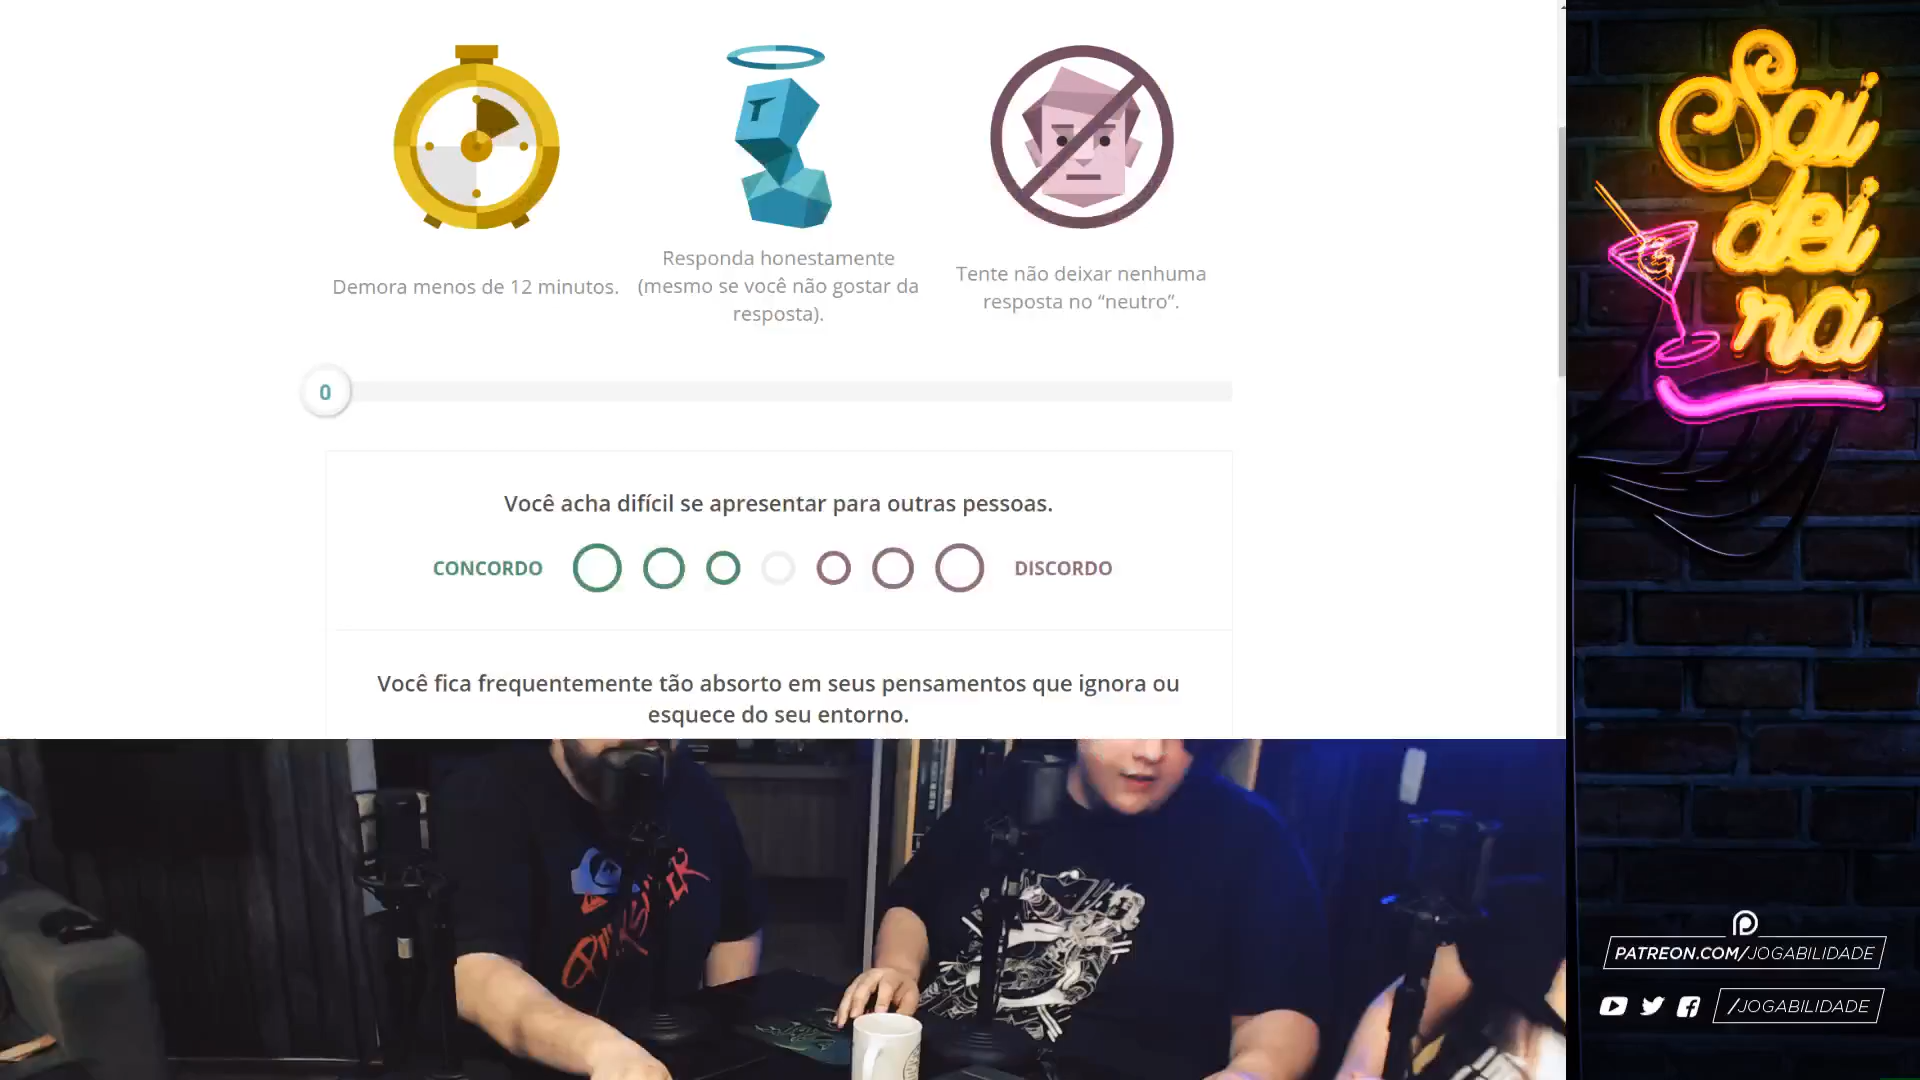 Demora menos de 12 minutos.
Responda honestamente
(mesmo se você não gostar da
resposta).
Tente não deixar nenhuma
resposta no “neutro”.
0
Você acha difícil se apresentar para outras pessoas.
CONCORDO
DISCORDO
Você fica frequentemente tão absorto em seus pensamentos que ignora ou
esquece do seu entorno.
Sai
dei
ra
PATREON.COM/JOGABILIDADE
/JOGABILIDADE